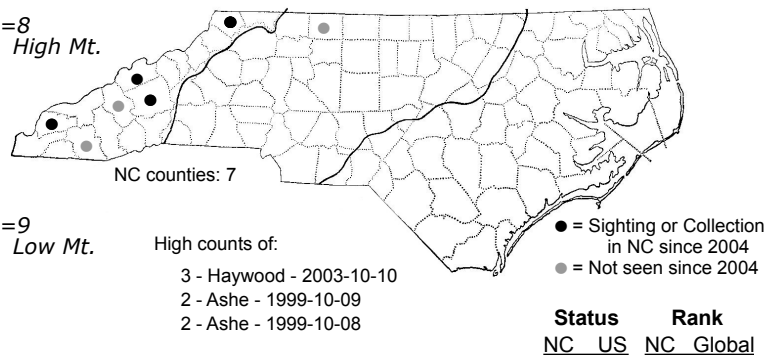 =8
High Mt.
NC counties: 7
=9
Low Mt.
High counts of:
3 - Haywood - 2003-10-10
2 - Ashe - 1999-10-09
2 - Ashe - 1999-10-08
= Sighting or Collection
in NC since 2004
= Not seen since 2004
Status Rank
NC US NC Global